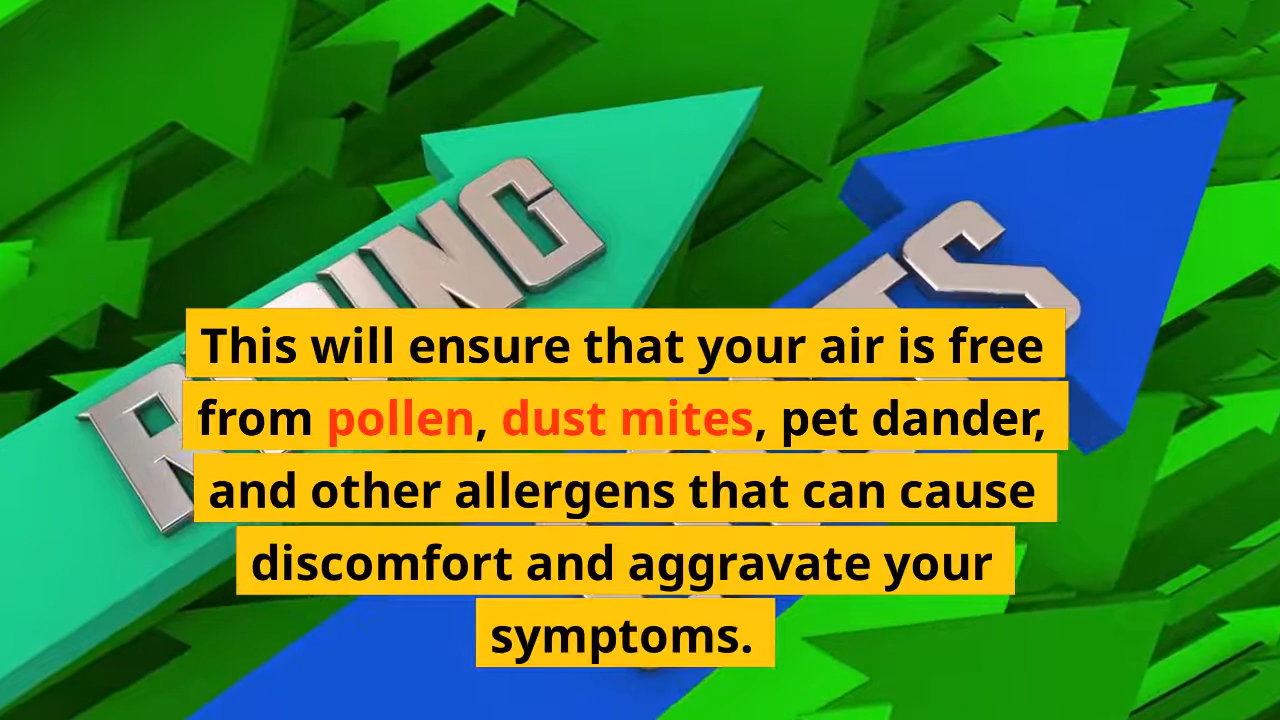 This will ensure that your air is free
from pollen, dust mites, pet dander,
and other allergens that can cause
discomfort and aggravate your
symptoms.